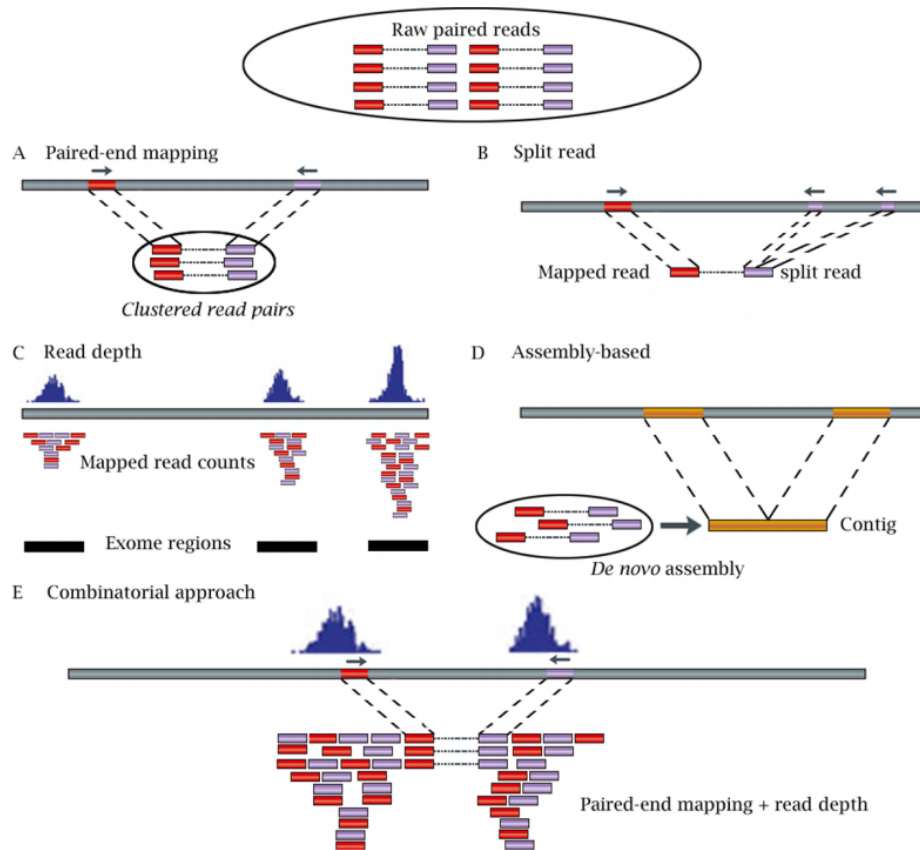 Raw paired reads
A Paired-end mapping
Clustered read pairs
B Split read
Mapped read
split read
C Read depth
Mapped read counts
Exome regions
D Assembly-based
Contig
De novo assembly
E Combinatorial approach
Paired-end mapping + read depth